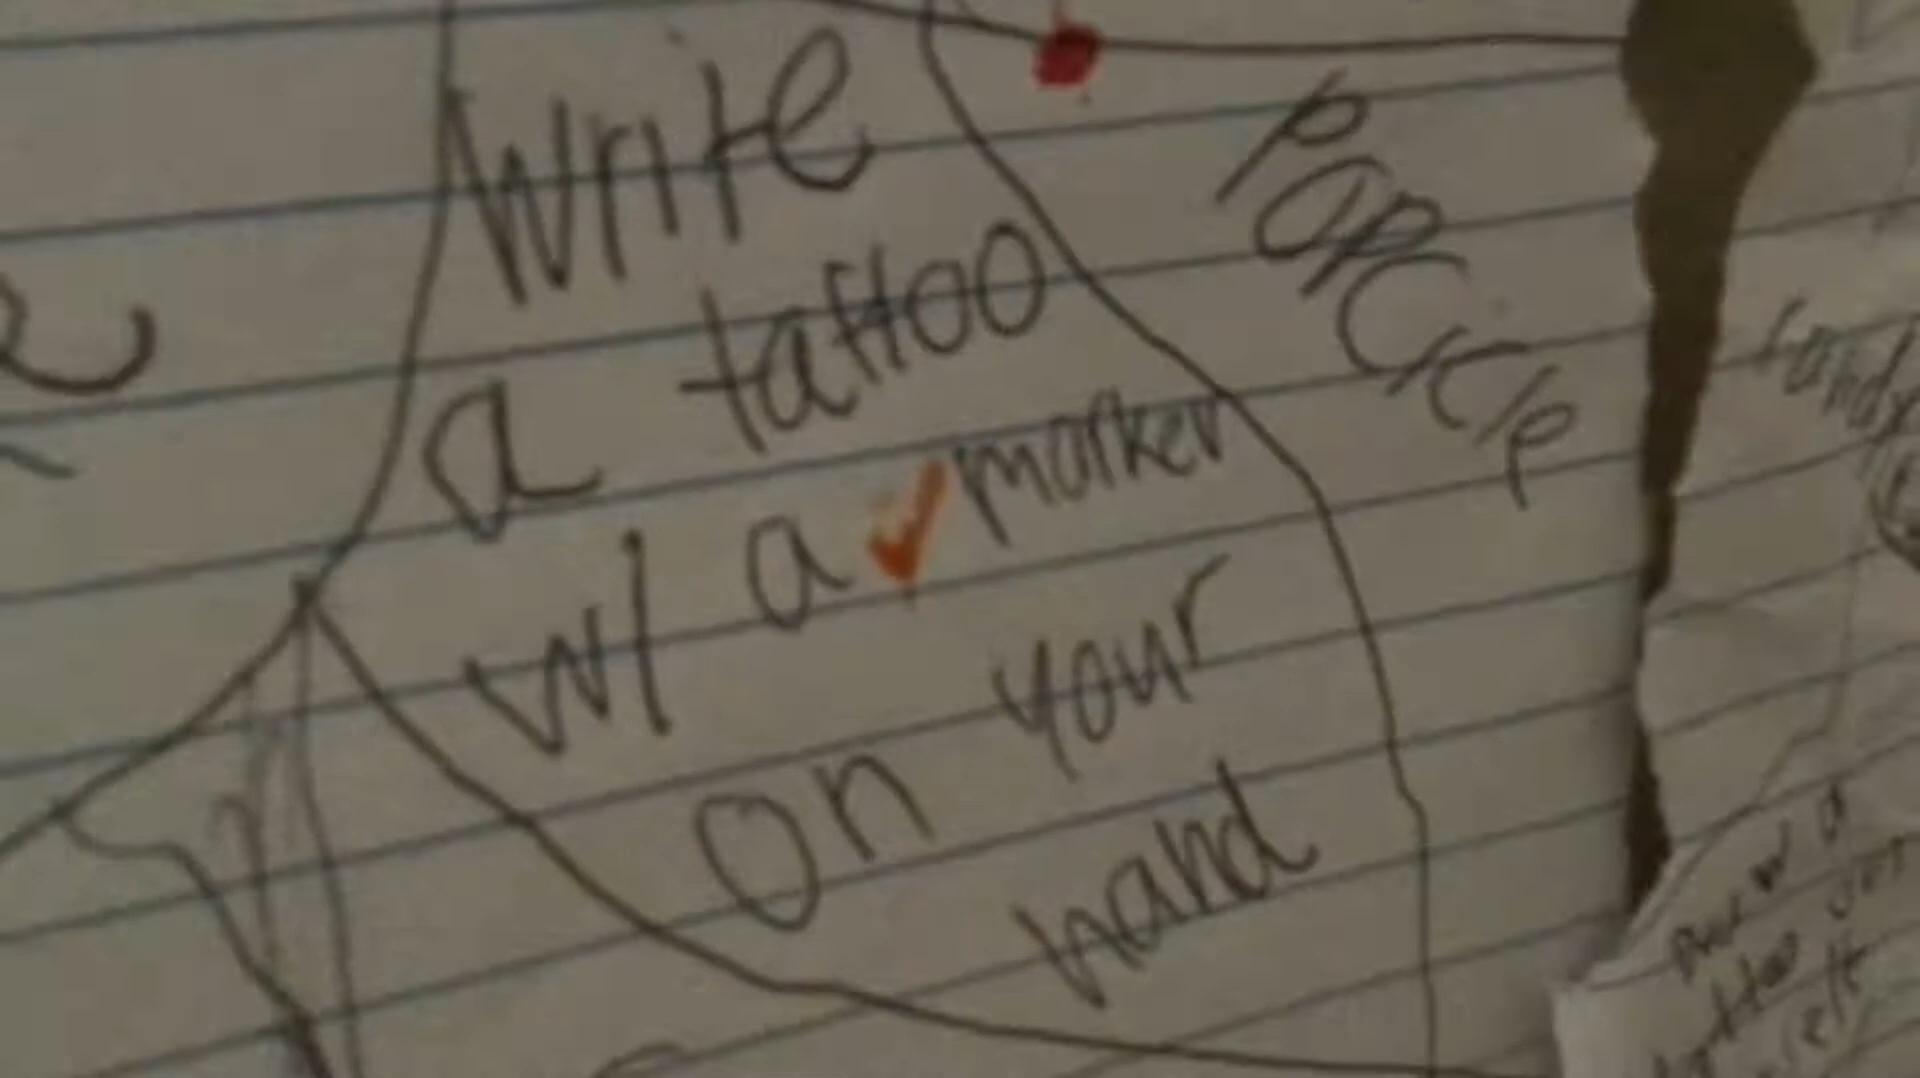 write
a tattoo
w/ a marker
on your
hand
POPCICle